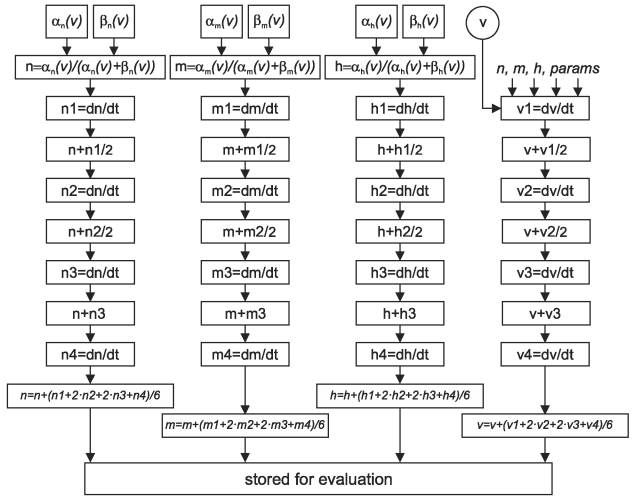 αn(v) βn(v) αm(v) βm(v) αh(v) βh(v) v
n=αn(v)/(αn(v)+βn(v)) m=αm(v)/(αm(v)+βm(v)) h=αh(v)/(αh(v)+βh(v)) n, m, h, params
n1=dn/dt m1=dm/dt h1=dh/dt v1=dv/dt
n+n1/2 m+m1/2 h+h1/2 v+v1/2
n2=dn/dt m2=dm/dt h2=dh/dt v2=dv/dt
n+n2/2 m+m2/2 h+h2/2 v+v2/2
n3=dn/dt m3=dm/dt h3=dh/dt v3=dv/dt
n+n3 m+m3 h+h3 v+v3
n4=dn/dt m4=dm/dt h4=dh/dt v4=dv/dt
n=n+(n1+2·n2+2·n3+n4)/6 h=h+(h1+2·h2+2·h3+h4)/6
m=m+(m1+2·m2+2·m3+m4)/6 v=v+(v1+2·v2+2·v3+v4)/6
stored for evaluation